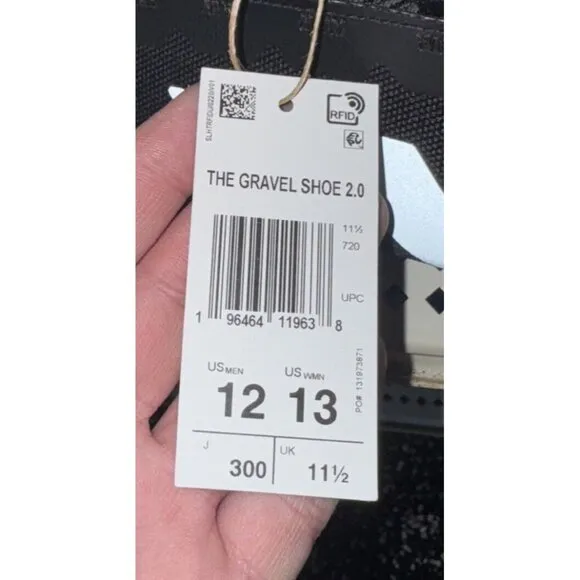 RFID
THE GRAVEL SHOE 2.0
11½
720
UPC
1 96464 11963 8
PO# 131973871
US MEN US WMN
12 13
J UK
300 11½